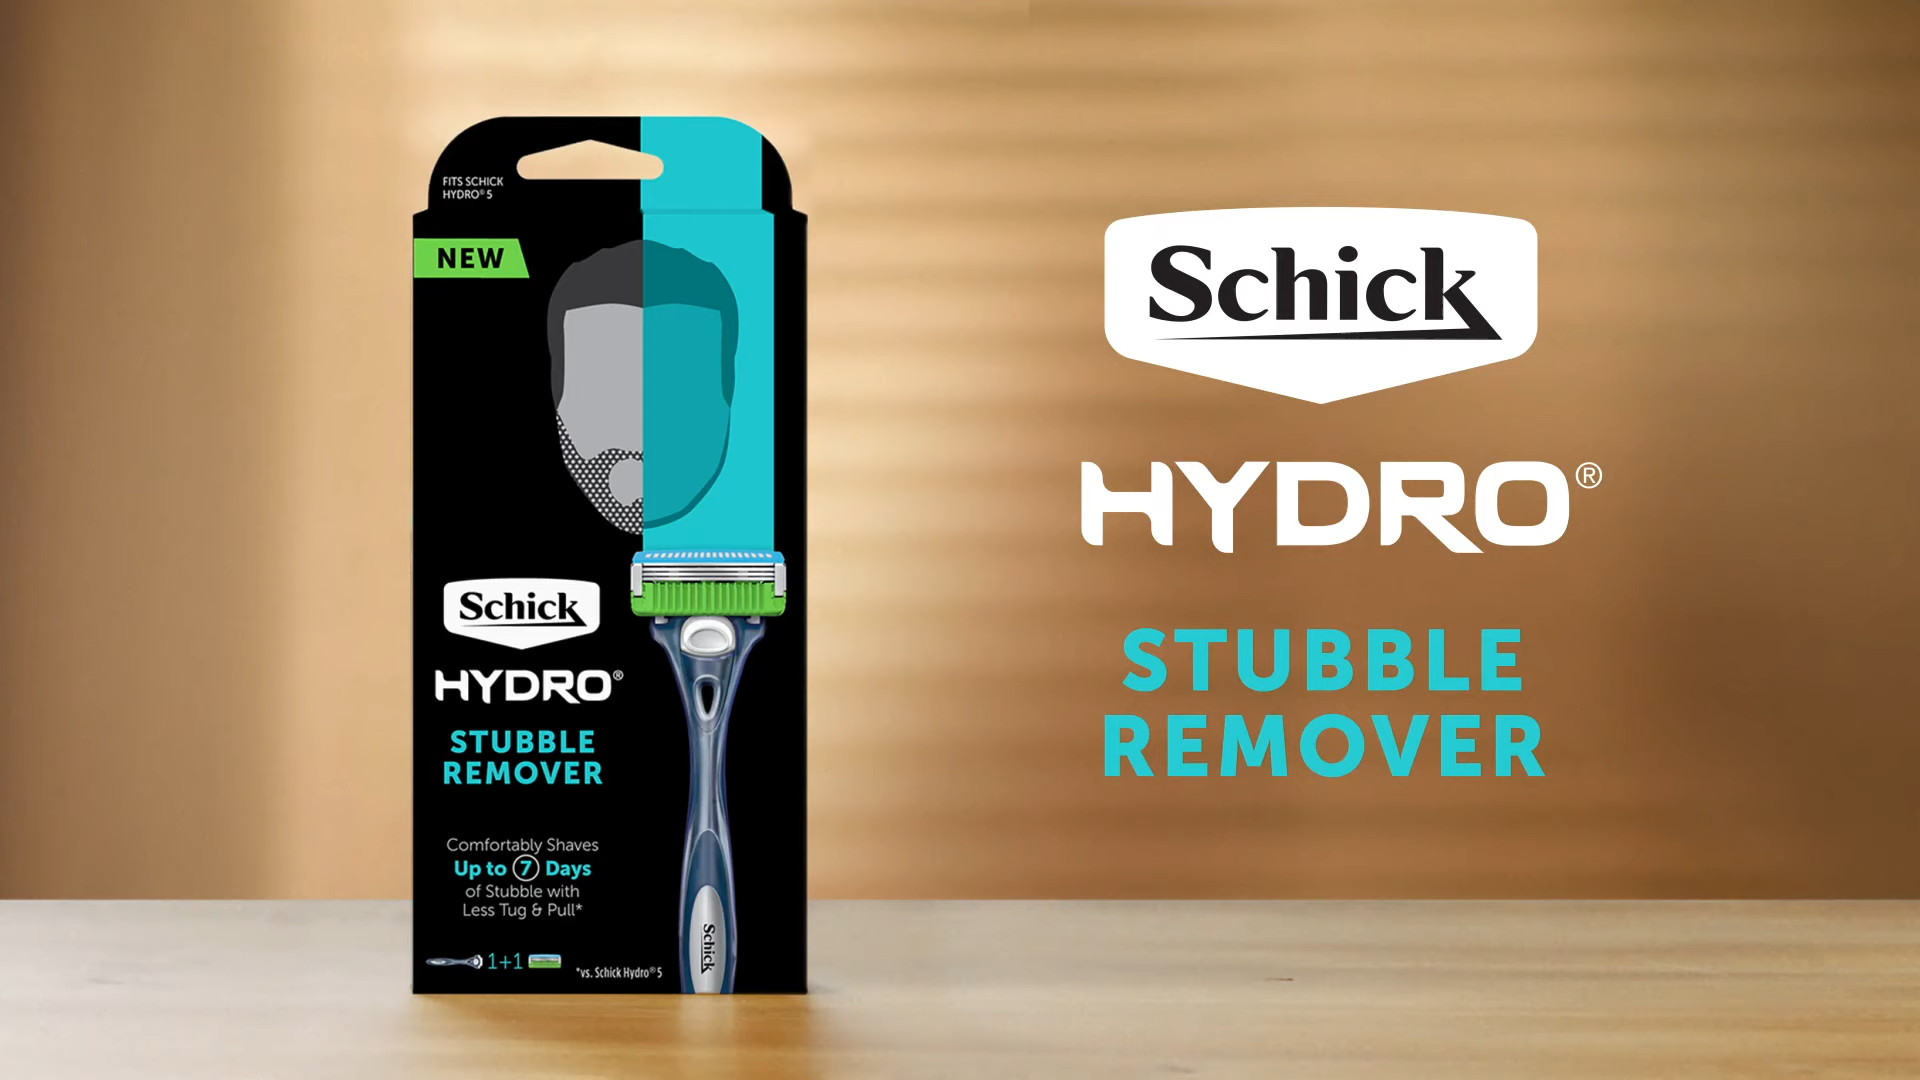 FITS SCHICK
HYDRO® 5
NEW
Schick
HYDRO®
STUBBLE
REMOVER
Comfortably Shaves
Up to 7 Days
of Stubble with
Less Tug & Pull*
1+1
*vs. Schick Hydro® 5
Schick
Schick
HYDRO®
STUBBLE
REMOVER